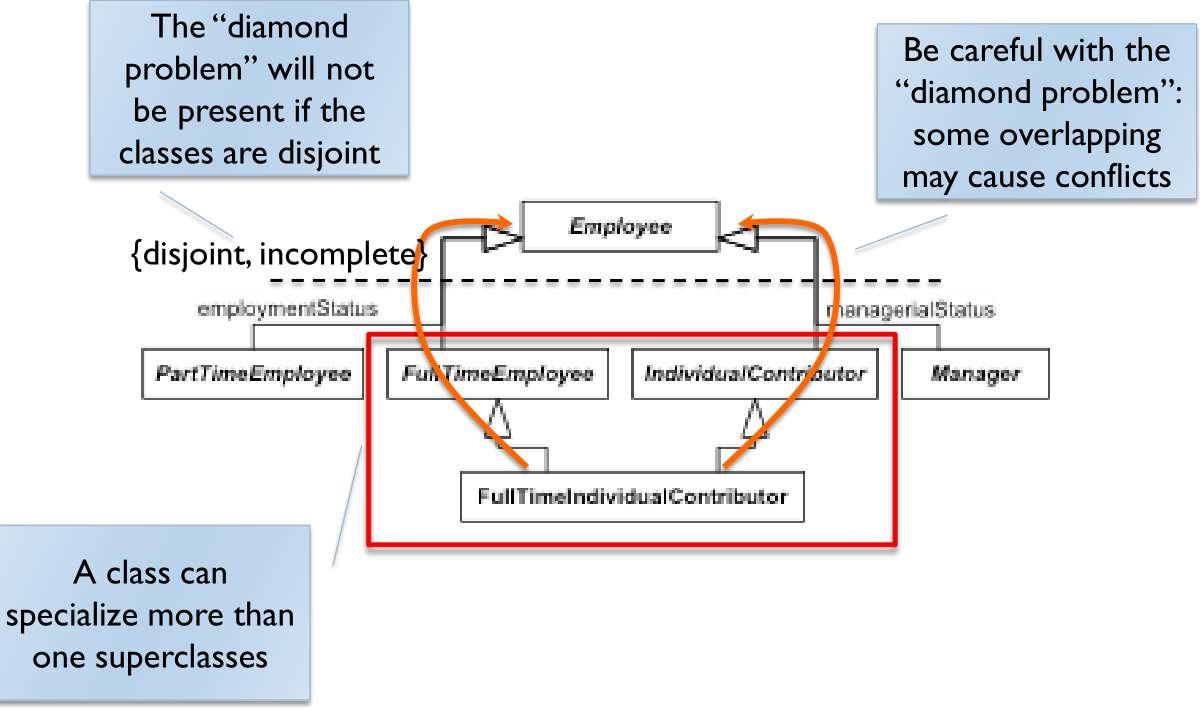 The “diamond
problem” will not
be present if the
classes are disjoint
Be careful with the
“diamond problem”:
some overlapping
may cause conflicts
Employee
{disjoint, incomplete}
employmentStatus
managerialStatus
PartTimeEmployee
FullTimeEmployee
IndividualContributor
Manager
FullTimeIndividualContributor
A class can
specialize more than
one superclasses